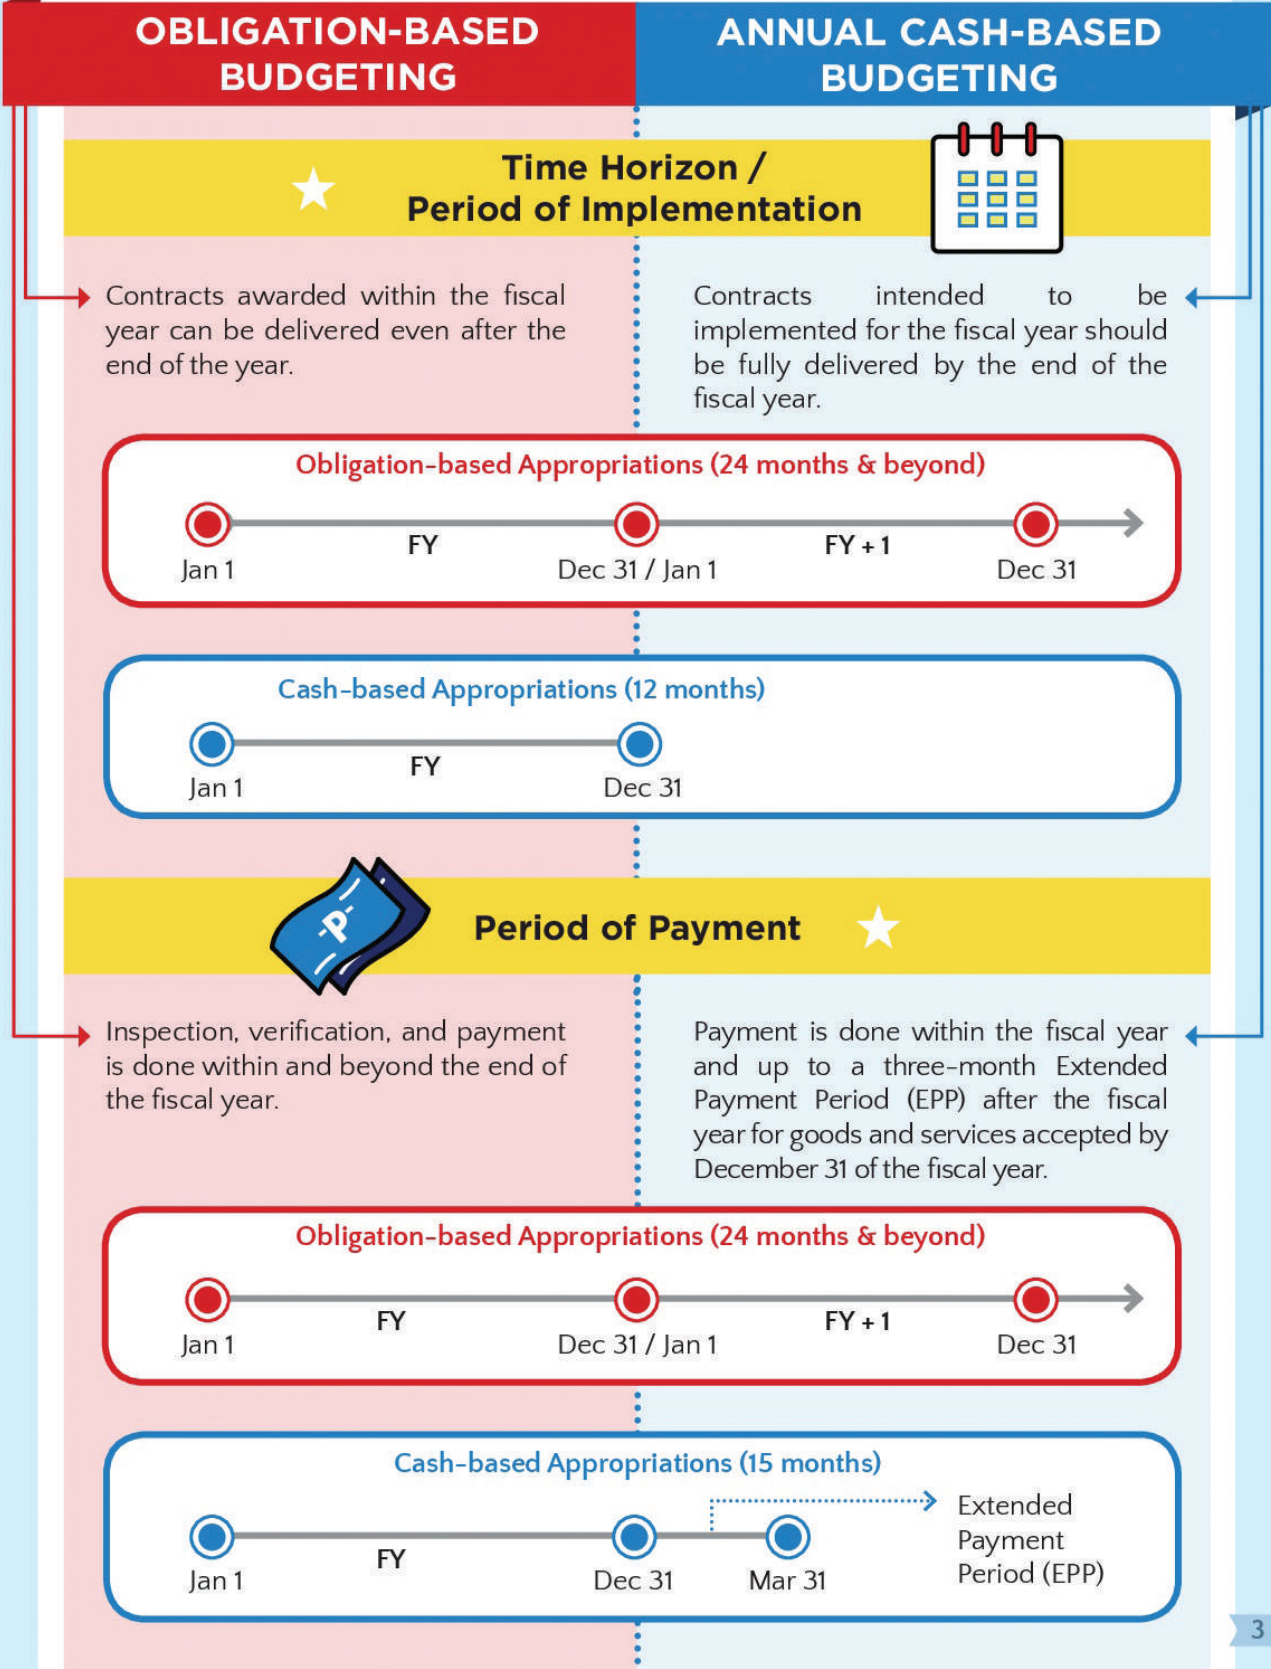 OBLIGATION-BASED
BUDGETING
ANNUAL CASH-BASED
BUDGETING
Time Horizon /
Period of Implementation
Contracts awarded within the fiscal
year can be delivered even after the
end of the year.
Contracts intended to be
implemented for the fiscal year should
be fully delivered by the end of the
fiscal year.
Obligation-based Appropriations (24 months & beyond)
FY
FY + 1
Jan 1
Dec 31 / Jan 1
Dec 31
Cash-based Appropriations (12 months)
FY
Jan 1
Dec 31
P
Period of Payment
Inspection, verification, and payment
is done within and beyond the end of
the fiscal year.
Payment is done within the fiscal year
and up to a three-month Extended
Payment Period (EPP) after the fiscal
year for goods and services accepted by
December 31 of the fiscal year.
Obligation-based Appropriations (24 months & beyond)
FY
FY + 1
Jan 1
Dec 31 / Jan 1
Dec 31
Cash-based Appropriations (15 months)
Extended
Payment
Period (EPP)
FY
Jan 1
Dec 31
Mar 31
3